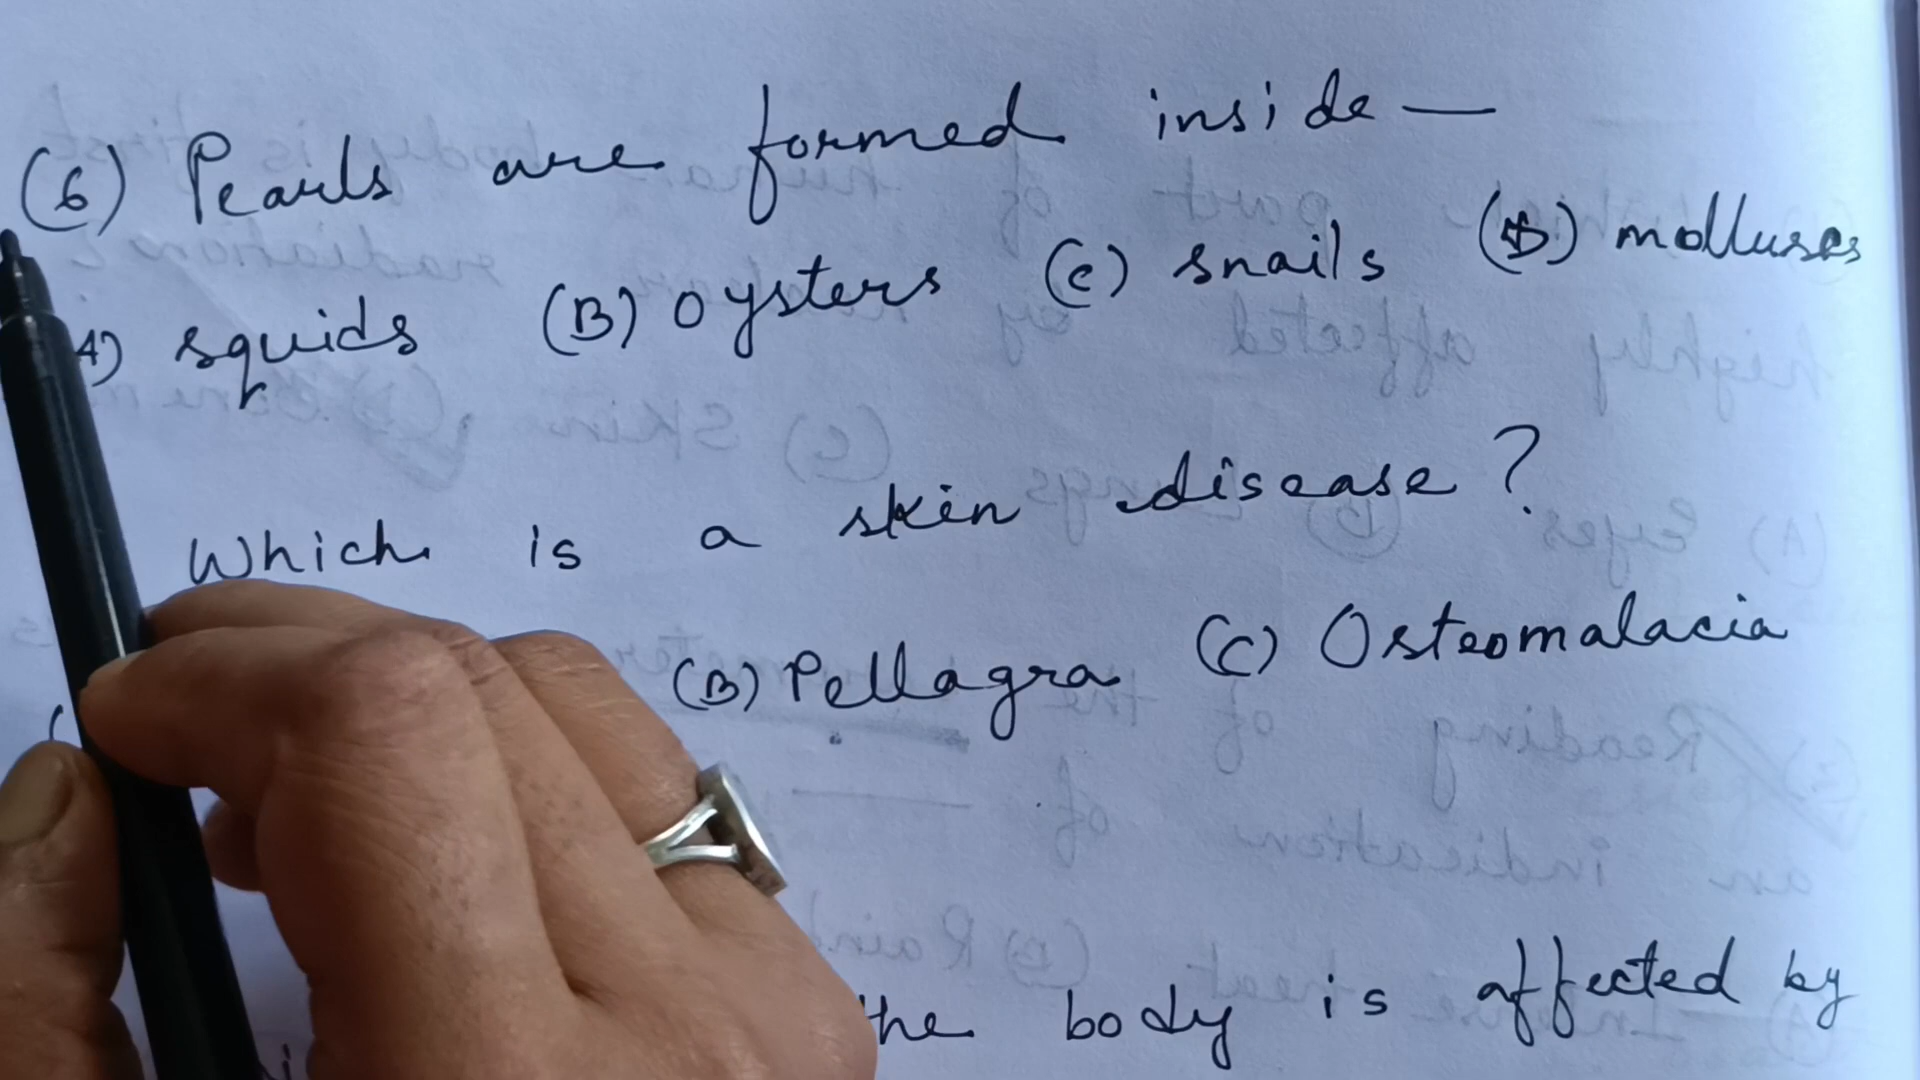 (6) Pearls are formed inside —
A) squids (B) oysters (C) snails (D) molluscs
Which is a skin disease?
( (B) Pellagra (C) Osteomalacia
the body is affected by